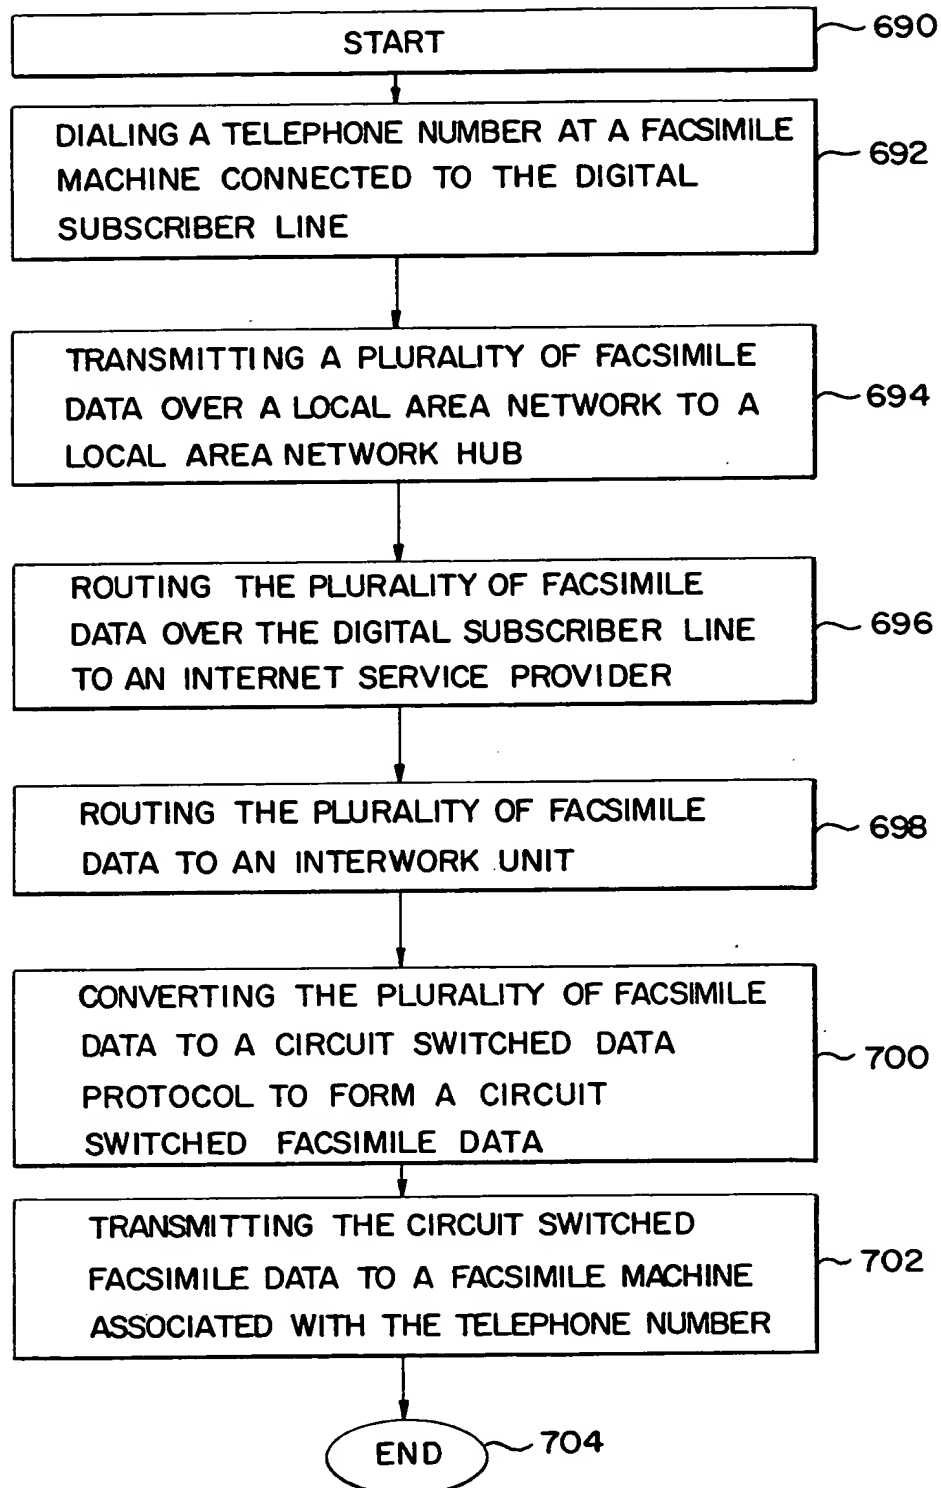 START
690
DIALING A TELEPHONE NUMBER AT A FACSIMILE
MACHINE CONNECTED TO THE DIGITAL
SUBSCRIBER LINE
692
TRANSMITTING A PLURALITY OF FACSIMILE
DATA OVER A LOCAL AREA NETWORK TO A
LOCAL AREA NETWORK HUB
694
ROUTING THE PLURALITY OF FACSIMILE
DATA OVER THE DIGITAL SUBSCRIBER LINE
TO AN INTERNET SERVICE PROVIDER
696
ROUTING THE PLURALITY OF FACSIMILE
DATA TO AN INTERWORK UNIT
698
CONVERTING THE PLURALITY OF FACSIMILE
DATA TO A CIRCUIT SWITCHED DATA
PROTOCOL TO FORM A CIRCUIT
SWITCHED FACSIMILE DATA
700
TRANSMITTING THE CIRCUIT SWITCHED
FACSIMILE DATA TO A FACSIMILE MACHINE
ASSOCIATED WITH THE TELEPHONE NUMBER
702
END
704